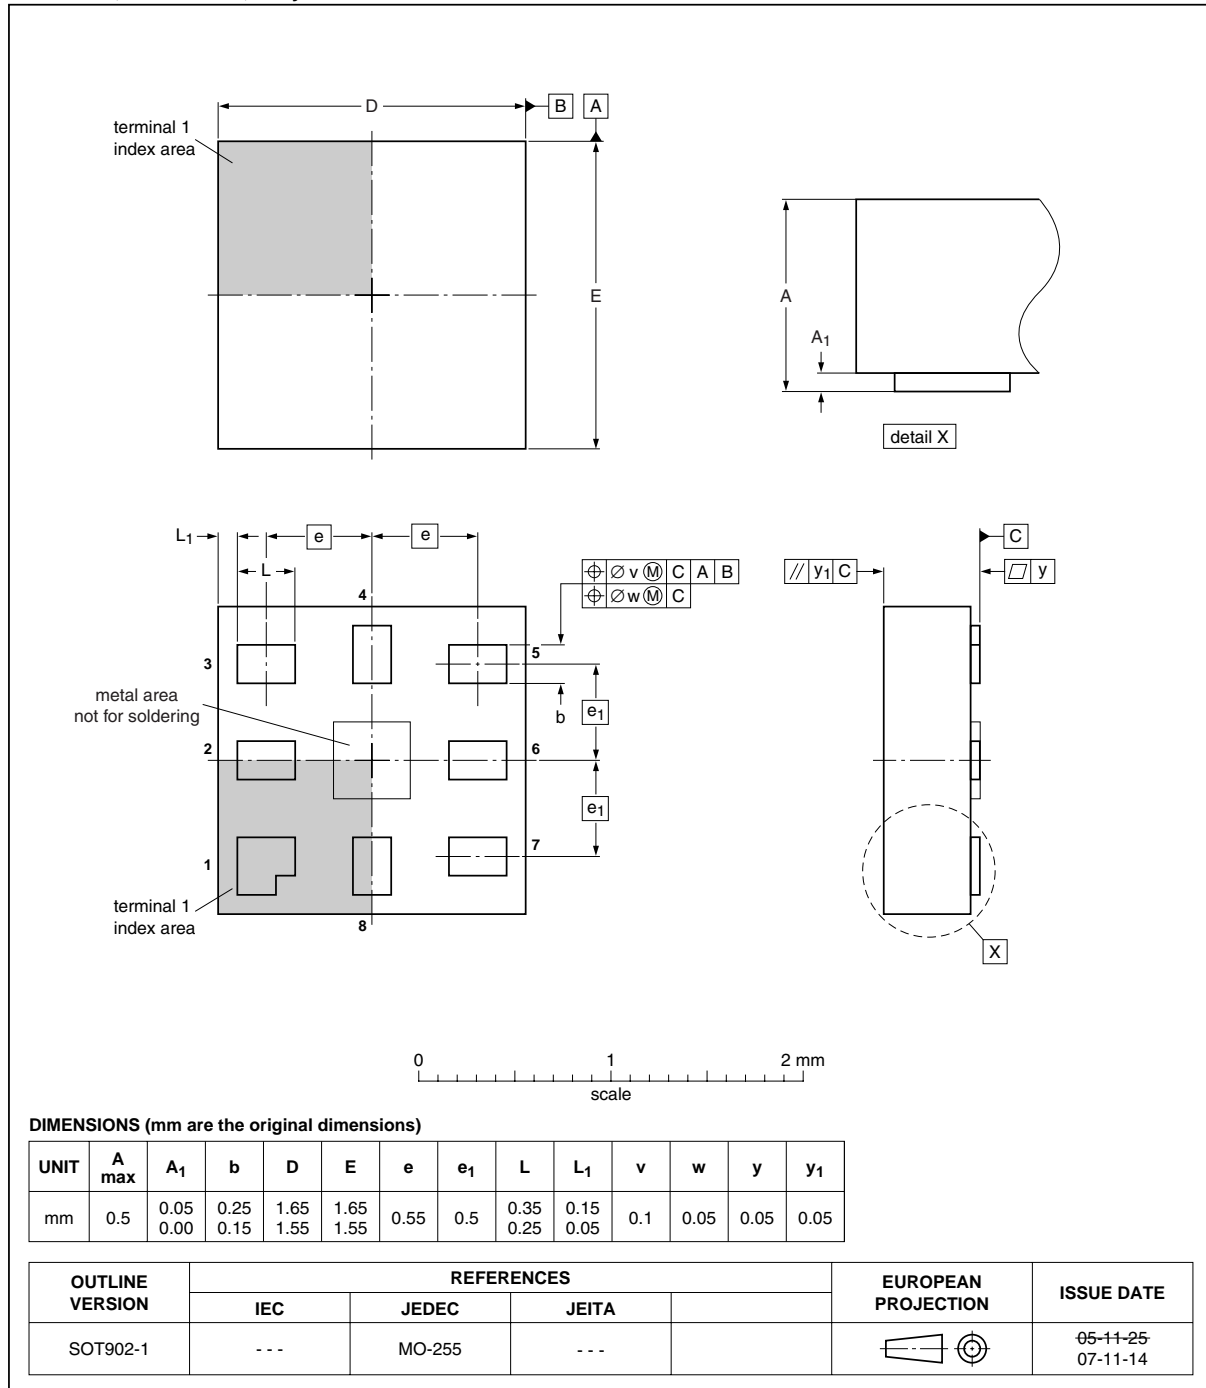 D
B
A
terminal 1
index area
E
A
A1
detail X
L1
e
e
L
4
⌖ ∅ v Ⓜ C A B
⌖ ∅ w Ⓜ C
C
// y1 C
⏥ y
3
5
metal area
not for soldering
b
e1
2
6
e1
1
7
terminal 1
index area
8
X
0 1 2 mm
scale
DIMENSIONS (mm are the original dimensions)
UNIT A max A1 b D E e e1 L L1 v w y y1
mm 0.5 0.05 0.00 0.25 0.15 1.65 1.55 1.65 1.55 0.55 0.5 0.35 0.25 0.15 0.05 0.1 0.05 0.05 0.05
OUTLINE VERSION REFERENCES EUROPEAN PROJECTION ISSUE DATE
IEC JEDEC JEITA
SOT902-1 - - - MO-255 - - - 05-11-25
07-11-14